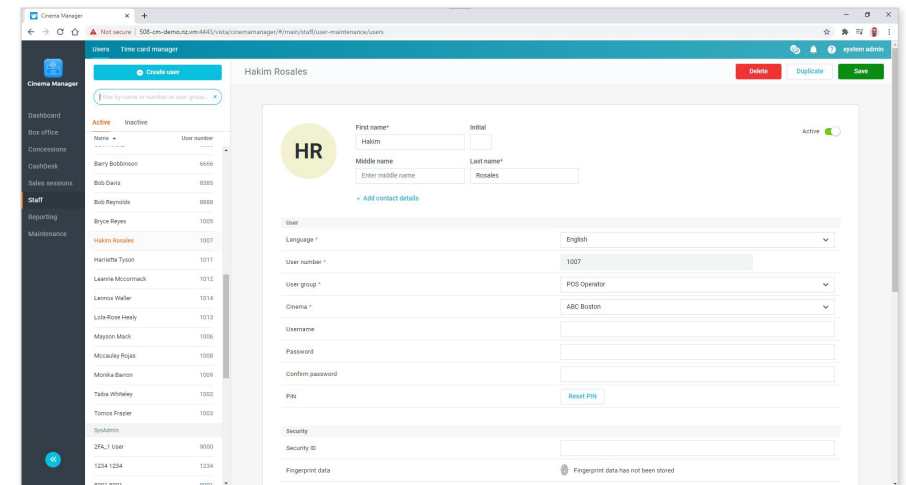 Cinema Manager
Not secure | 508-cm-demo.nz.vm:4443/vista/cinemamanager/#/main/staff/user-maintenance/users
Users Time card manager
system admin
Cinema Manager
Dashboard
Box office
Concessions
CashDesk
Sales sessions
Staff
Reporting
Maintenance
Create user
Filter by name or number or user group...
Active Inactive
Name User number
Barry Bobbinson 6666
Bob Davis 8585
Bob Reynolds 8888
Bryce Reyes 1005
Hakim Rosales 1007
Harriette Tyson 1011
Leanne Mccormack 1012
Lennox Waller 1014
Lola-Rose Healy 1013
Mayson Mack 1006
Mccauley Rojas 1008
Monika Barron 1009
Taiba Whiteley 1002
Tomos Frazier 1003
SysAdmin
2FA_1 User 9000
1234 1234 1234
Hakim Rosales
Delete Duplicate Save
HR
First name* Initial
Hakim
Middle name Last name*
Enter middle name Rosales
+ Add contact details
Active
User
Language * English
User number * 1007
User group * POS Operator
Cinema * ABC Boston
Username
Password
Confirm password
PIN Reset PIN
Security
Security ID
Fingerprint data Fingerprint data has not been stored